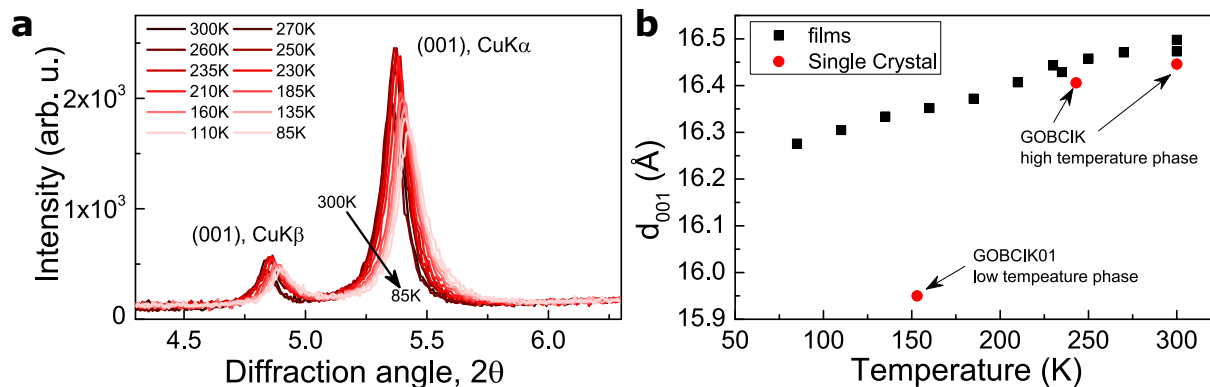 a
300K 270K
260K 250K
235K 230K
210K 185K
160K 135K
110K 85K
(001), CuKα
(001), CuKβ
300K
85K
Intensity (arb. u.)
2x10³
1x10³
0
4.5 5.0 5.5 6.0
Diffraction angle, 2θ
b
films
Single Crystal
GOBCIK
high temperature phase
GOBCIK01
low tempeature phase
d₀₀₁ (Å)
16.5
16.4
16.3
16.2
16.1
16.0
15.9
50 100 150 200 250 300
Temperature (K)